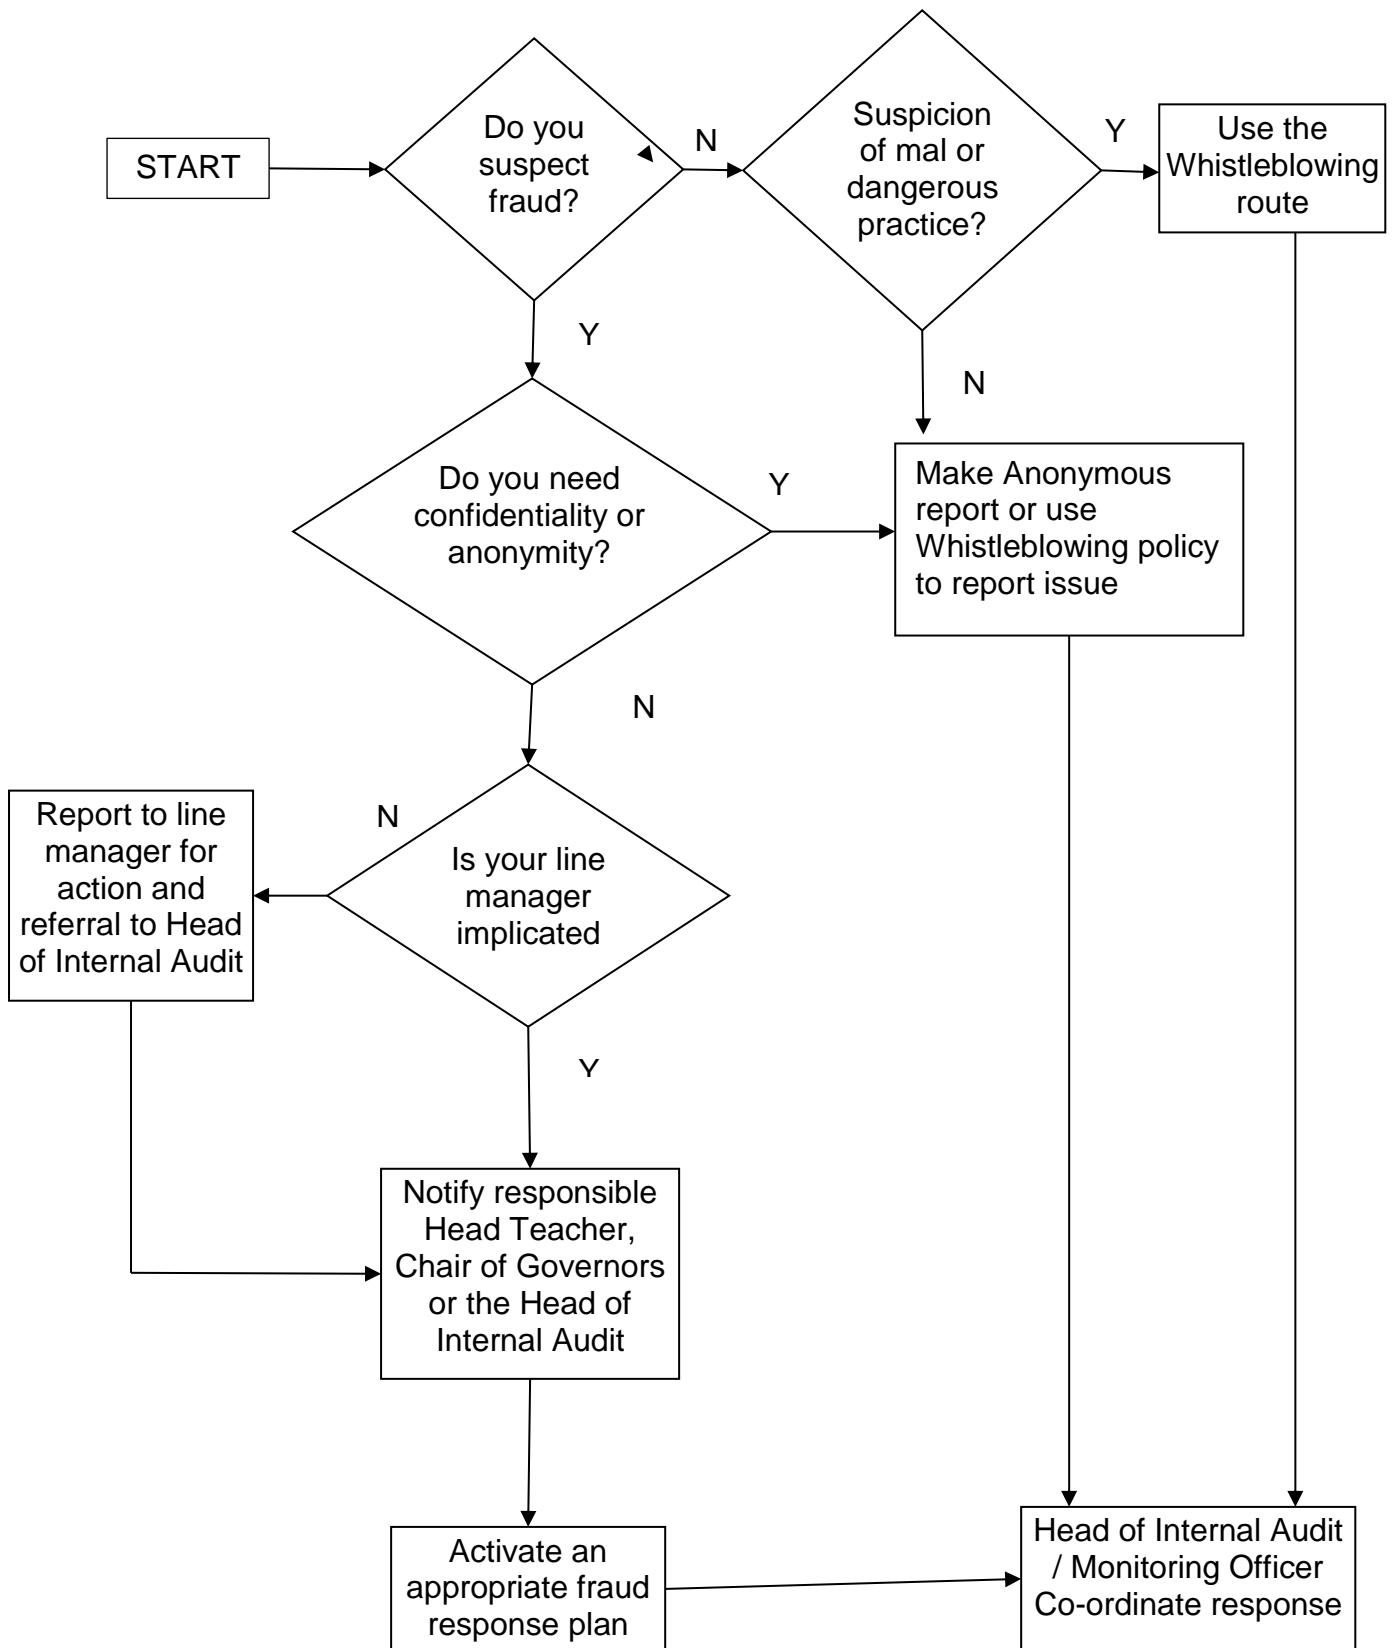 START
Do you
suspect
fraud?
N
Suspicion
of mal or
dangerous
practice?
Y
Use the
Whistleblowing
route
Y
N
Do you need
confidentiality or
anonymity?
Y
Make Anonymous
report or use
Whistleblowing policy
to report issue
N
Report to line
manager for
action and
referral to Head
of Internal Audit
N
Is your line
manager
implicated
Y
Notify responsible
Head Teacher,
Chair of Governors
or the Head of
Internal Audit
Activate an
appropriate fraud
response plan
Head of Internal Audit
/ Monitoring Officer
Co-ordinate response